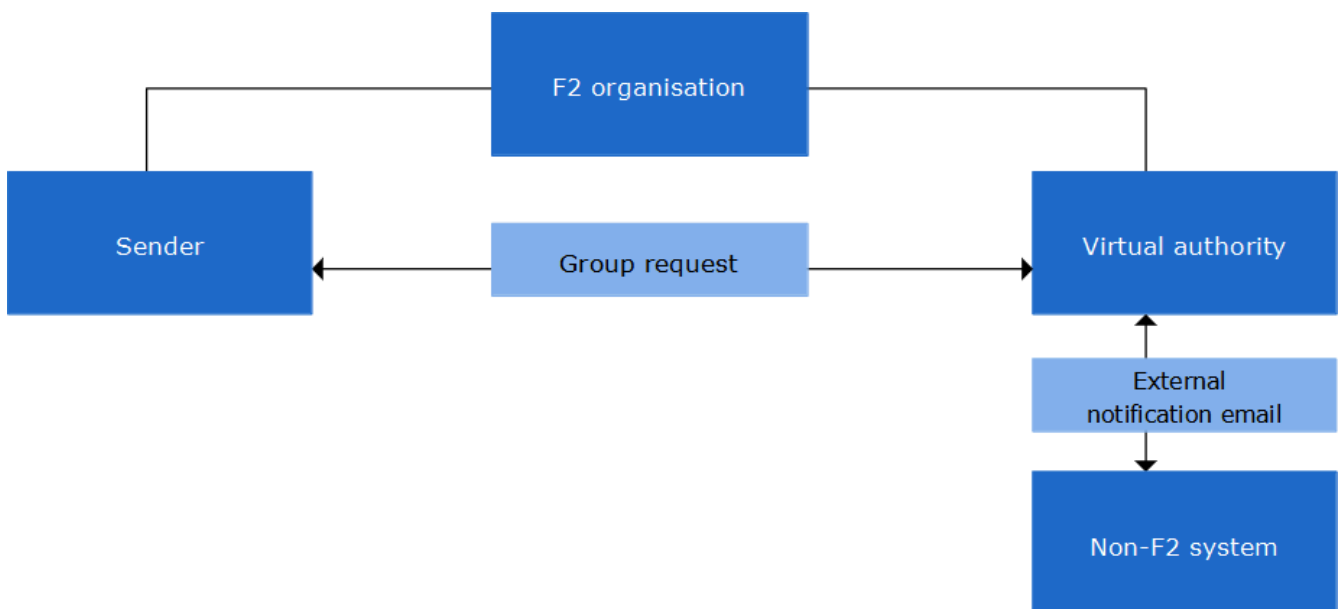 F2 organisation
Sender
Group request
Virtual authority
External
notification email
Non-F2 system